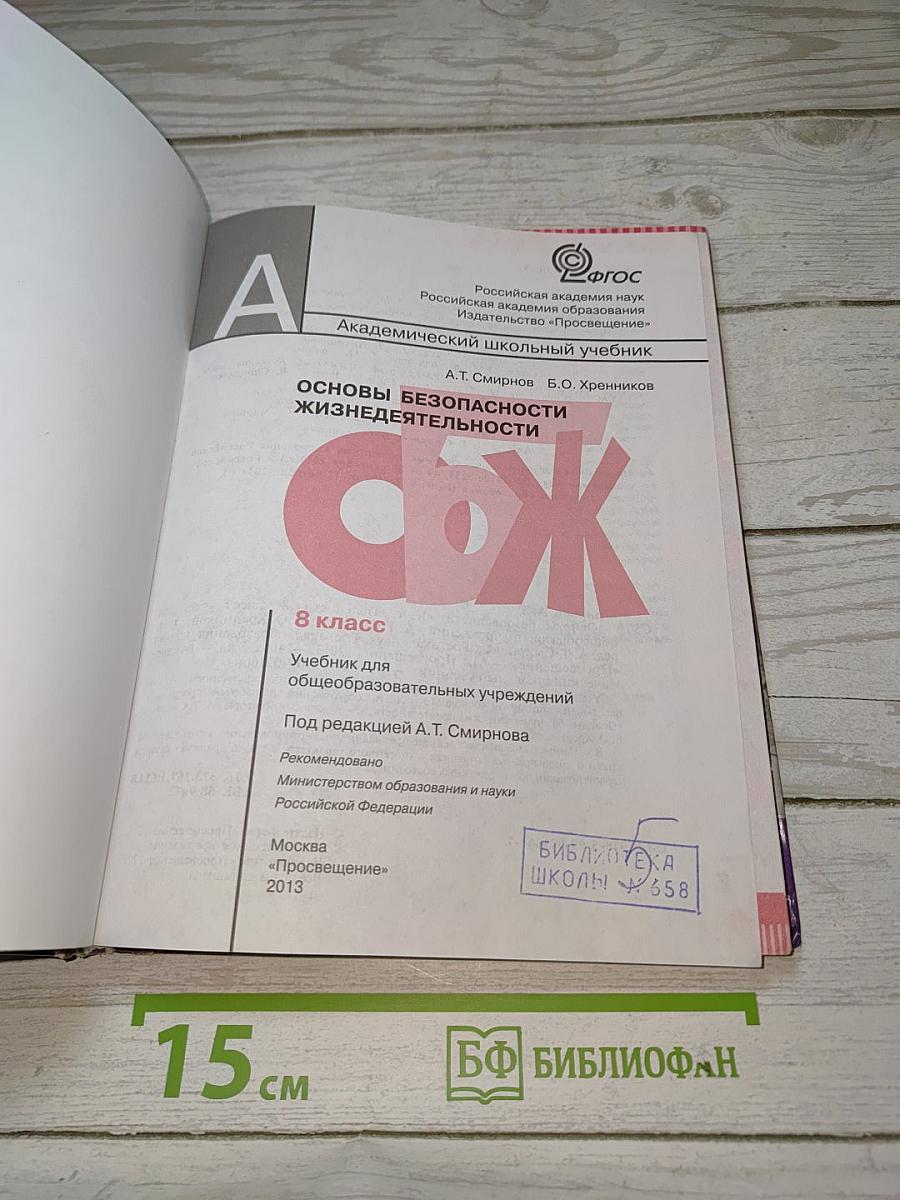 А
ФГОС
Российская академия наук
Российская академия образования
Издательство «Просвещение»
Академический школьный учебник
А.Т. Смирнов Б.О. Хренников
ОСНОВЫ БЕЗОПАСНОСТИ
ЖИЗНЕДЕЯТЕЛЬНОСТИ
ОБЖ
8 класс
Учебник для
общеобразовательных учреждений
Под редакцией А.Т. Смирнова
Рекомендовано
Министерством образования и науки
Российской Федерации
Москва
«Просвещение»
2013
БИБЛИОТЕКА
ШКОЛЫ № 658
15 см
БФ БИБЛИОФАН